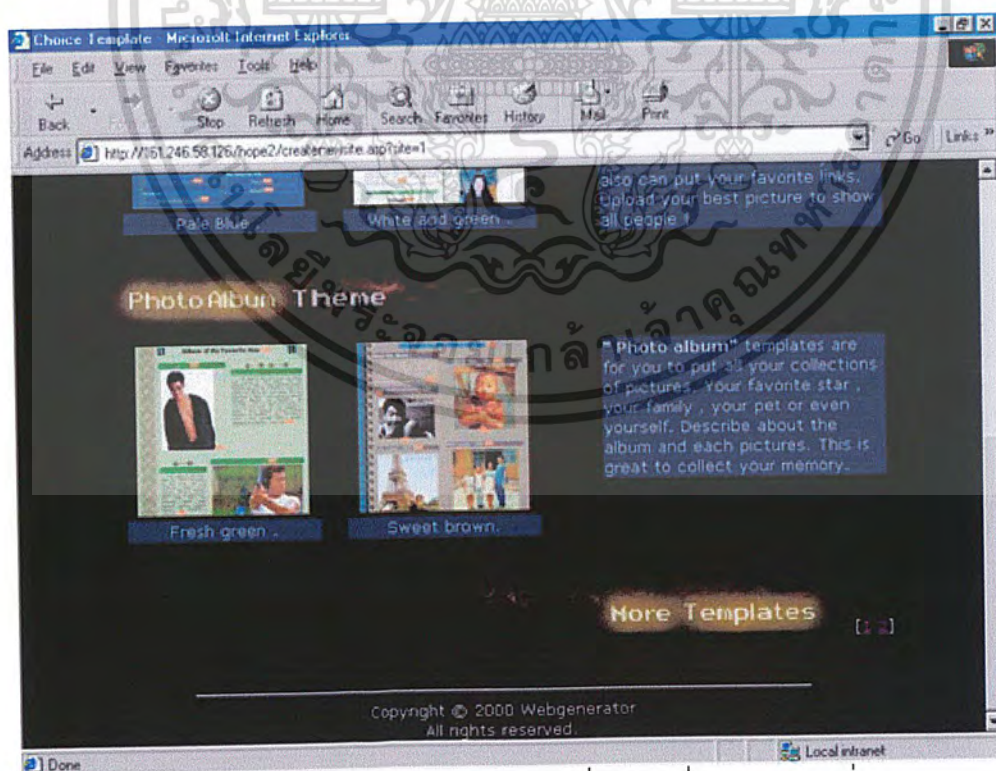 Choice Template - Microsoft Internet Explorer
File Edit View Favorites Tools Help
Back Stop Refresh Home Search Favorites History Mail Print
Address http://161.246.58.126/hope2/createnewsite.asp?site=1 Go Links »
also can put your favorite links.
Upload your best picture to show
all people !
Pale Blue
White and green .
PhotoAlbum Theme
"Photo album" templates are
for you to put all your collections
of pictures. Your favorite star ,
your family , your pet or even
yourself. Describe about the
album and each pictures. This is
great to collect your memory.
Fresh green .
Sweet brown.
More Templates
[1 2]
Copyright © 2000 Webgenerator
All rights reserved.
Done
Local intranet